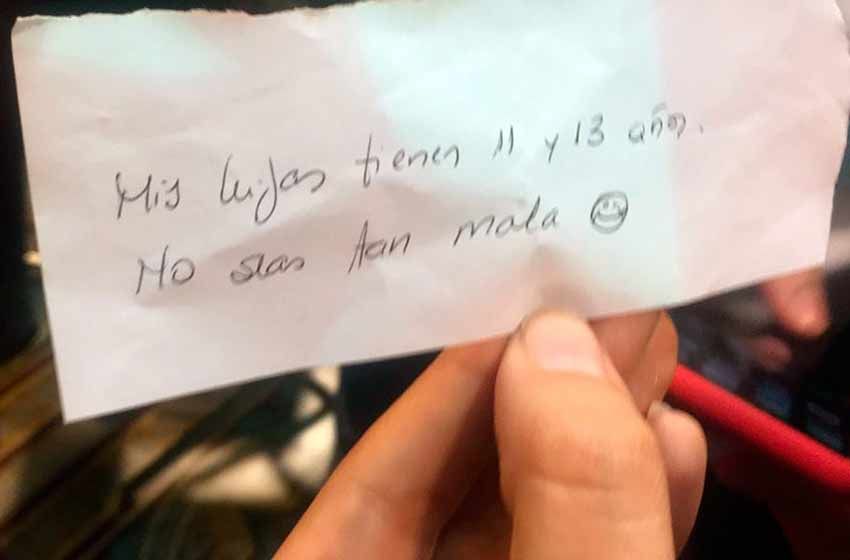 Mis hijas tienen 11 y 13 años.
No seas tan mala